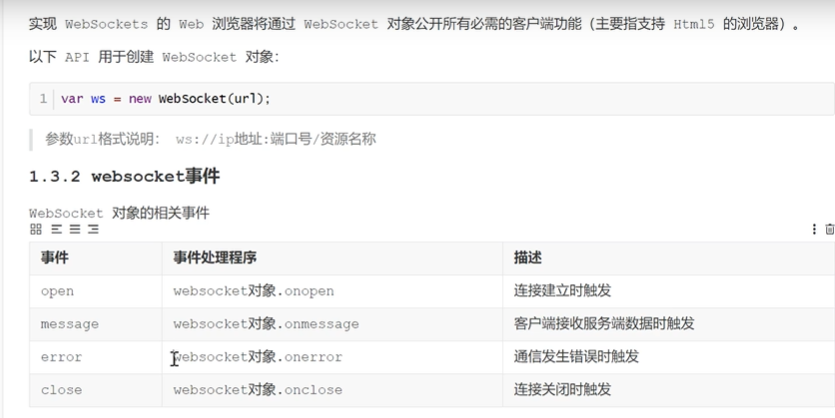 实现 WebSockets 的 Web 浏览器将通过 WebSocket 对象公开所有必需的客户端功能（主要指支持 Html5 的浏览器）。
以下 API 用于创建 WebSocket 对象：
1 var ws = new WebSocket(url);
参数url格式说明： ws://ip地址:端口号/资源名称
1.3.2 websocket事件
WebSocket 对象的相关事件
事件 事件处理程序 描述
open websocket对象.onopen 连接建立时触发
message websocket对象.onmessage 客户端接收服务端数据时触发
error websocket对象.onerror 通信发生错误时触发
close websocket对象.onclose 连接关闭时触发